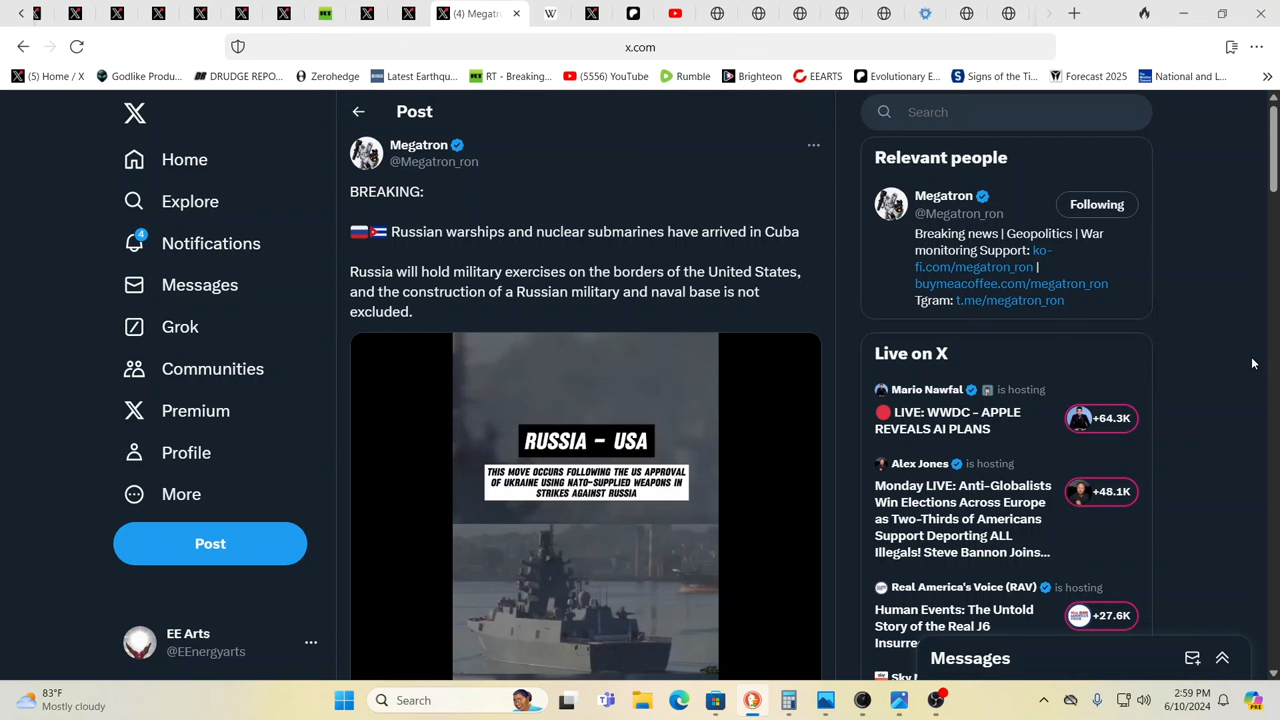 (4) Megatr
x.com
(5) Home / X
Godlike Produ...
DRUDGE REPO...
Zerohedge
Latest Earthqu...
RT - Breaking...
(5556) YouTube
Rumble
Brighteon
EEARTS
Evolutionary E...
Signs of the Ti...
Forecast 2025
National and L...
Home
Explore
4
Notifications
Messages
Grok
Communities
Premium
Profile
More
Post
EE Arts
@EEnergyarts
Post
Megatron
@Megatron_ron
BREAKING:
Russian warships and nuclear submarines have arrived in Cuba
Russia will hold military exercises on the borders of the United States,
and the construction of a Russian military and naval base is not
excluded.
RUSSIA - USA
THIS MOVE OCCURS FOLLOWING THE US APPROVAL
OF UKRAINE USING NATO-SUPPLIED WEAPONS IN
STRIKES AGAINST RUSSIA
Search
Relevant people
Megatron
@Megatron_ron
Following
Breaking news | Geopolitics | War
monitoring Support: ko-
fi.com/megatron_ron |
buymeacoffee.com/megatron_ron
Tgram: t.me/megatron_ron
Live on X
Mario Nawfal is hosting
LIVE: WWDC - APPLE
REVEALS AI PLANS
+64.3K
Alex Jones is hosting
Monday LIVE: Anti-Globalists
Win Elections Across Europe
as Two-Thirds of Americans
Support Deporting ALL
Illegals! Steve Bannon Joins...
+48.1K
Real America's Voice (RAV) is hosting
Human Events: The Untold
Story of the Real J6
Insurre
+27.6K
Messages
83°F
Mostly cloudy
Search
2:59 PM
6/10/2024